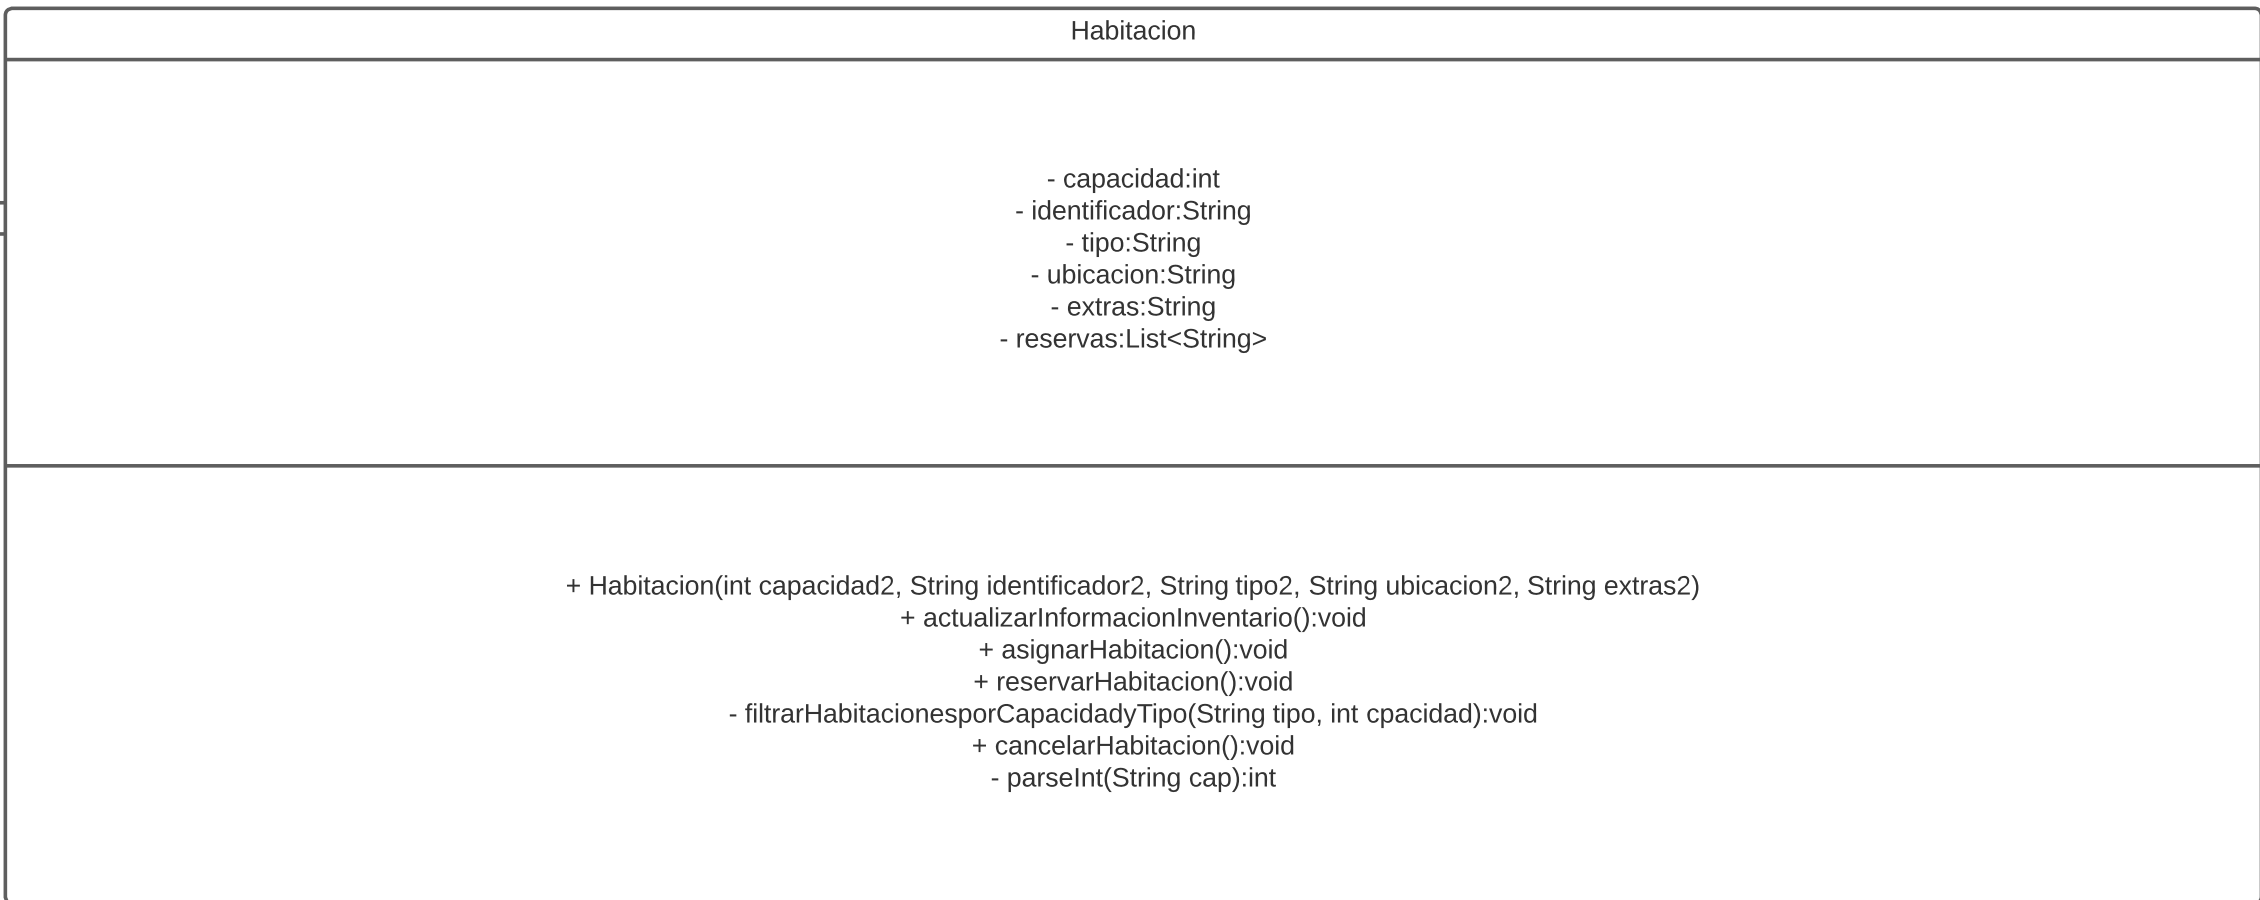 Habitacion
- capacidad:int
- identificador:String
- tipo:String
- ubicacion:String
- extras:String
- reservas:List<String>
+ Habitacion(int capacidad2, String identificador2, String tipo2, String ubicacion2, String extras2)
+ actualizarInformacionInventario():void
+ asignarHabitacion():void
+ reservarHabitacion():void
- filtrarHabitacionesporCapacidadyTipo(String tipo, int cpacidad):void
+ cancelarHabitacion():void
- parseInt(String cap):int